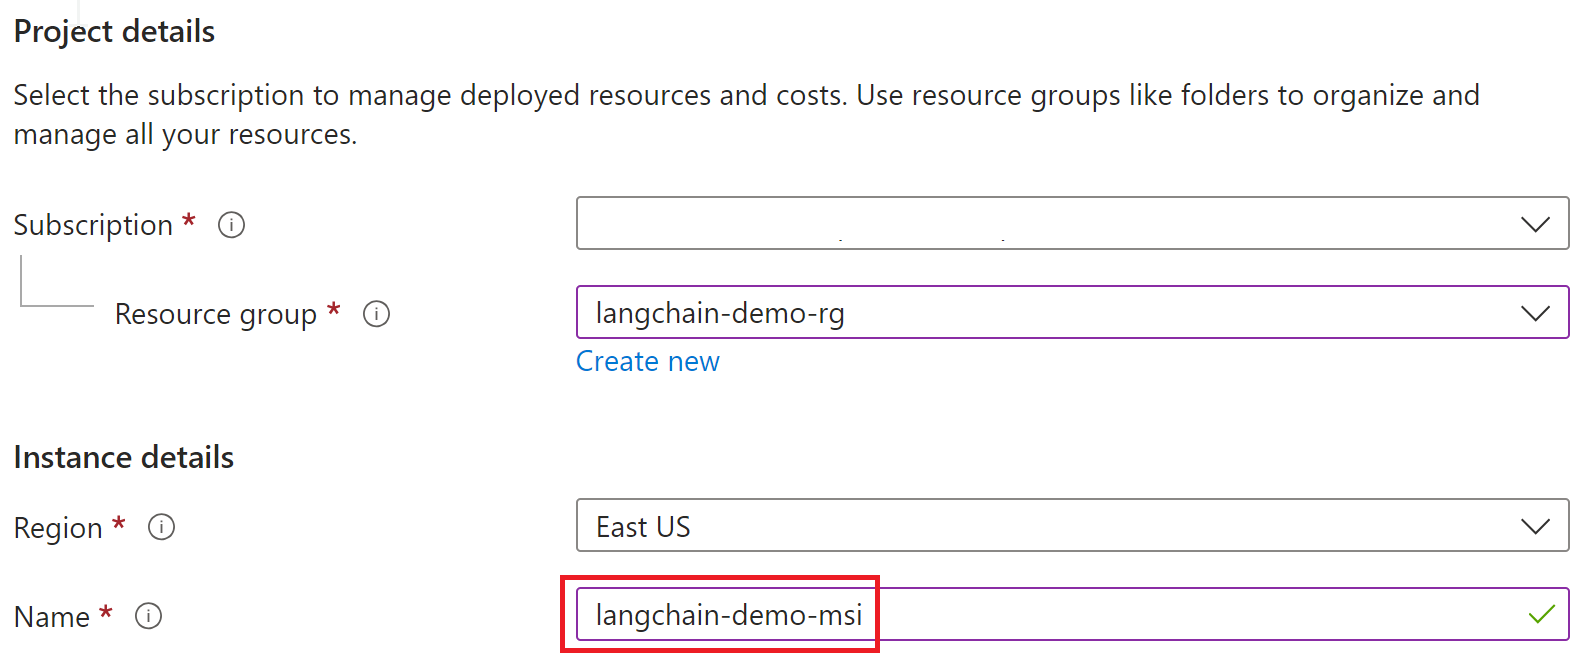 Project details
Select the subscription to manage deployed resources and costs. Use resource groups like folders to organize and
manage all your resources.
Subscription *
Resource group *
langchain-demo-rg
Create new
Instance details
Region *
East US
Name *
langchain-demo-msi